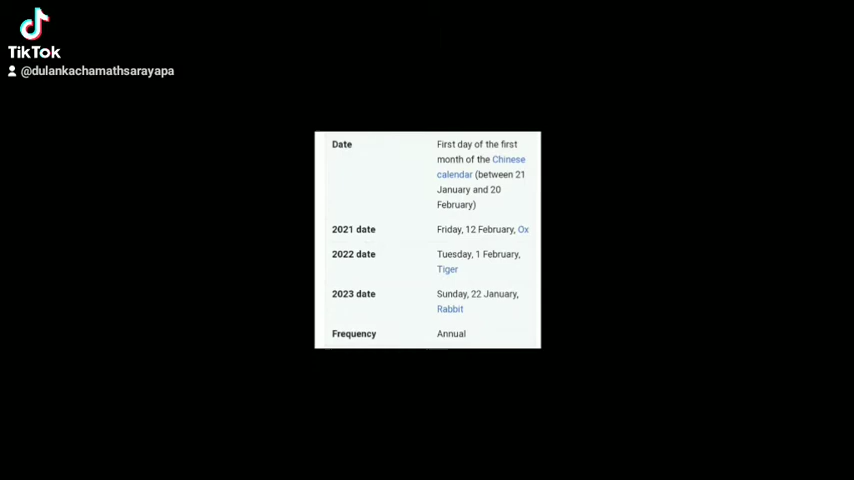 TikTok
@dulankachamathsarayapa
Date
First day of the first
month of the Chinese
calendar (between 21
January and 20
February)
2021 date
Friday, 12 February, Ox
2022 date
Tuesday, 1 February,
Tiger
2023 date
Sunday, 22 January,
Rabbit
Frequency
Annual